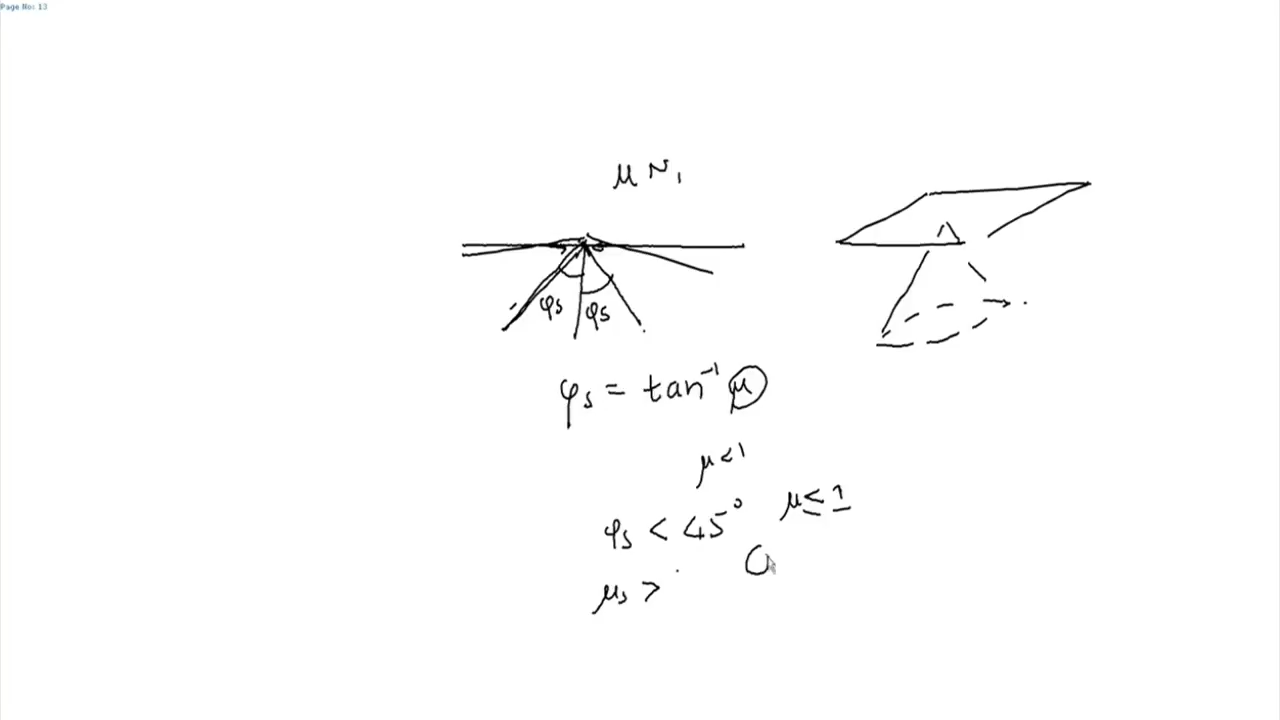 Page No: 13
μ N₁
φs φs
φs = tan⁻¹ μ
μ < 1
φs < 45° μ ≤ 1
μs >